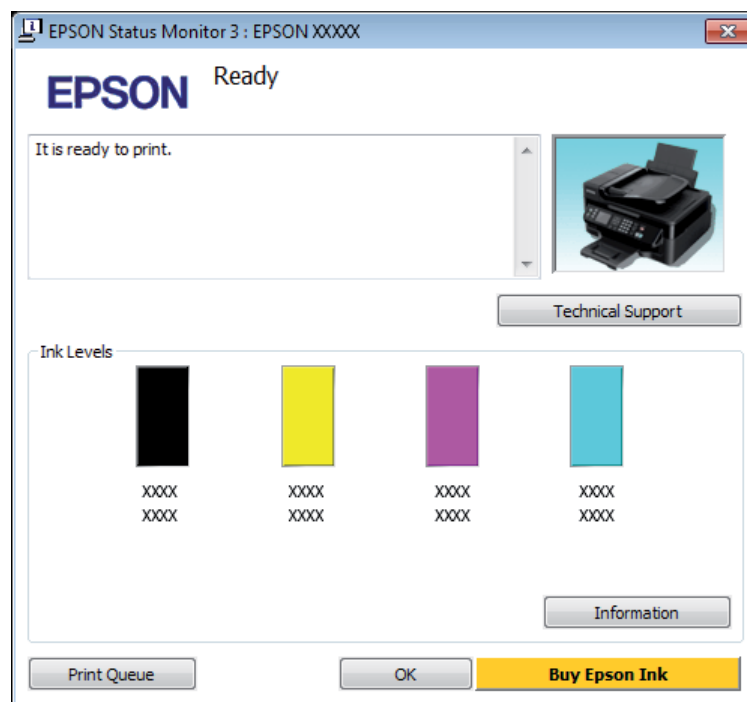 EPSON Status Monitor 3 : EPSON XXXXX
EPSON
Ready
It is ready to print.
Technical Support
Ink Levels
XXXX XXXX XXXX XXXX
XXXX XXXX XXXX XXXX
Information
Print Queue OK Buy Epson Ink